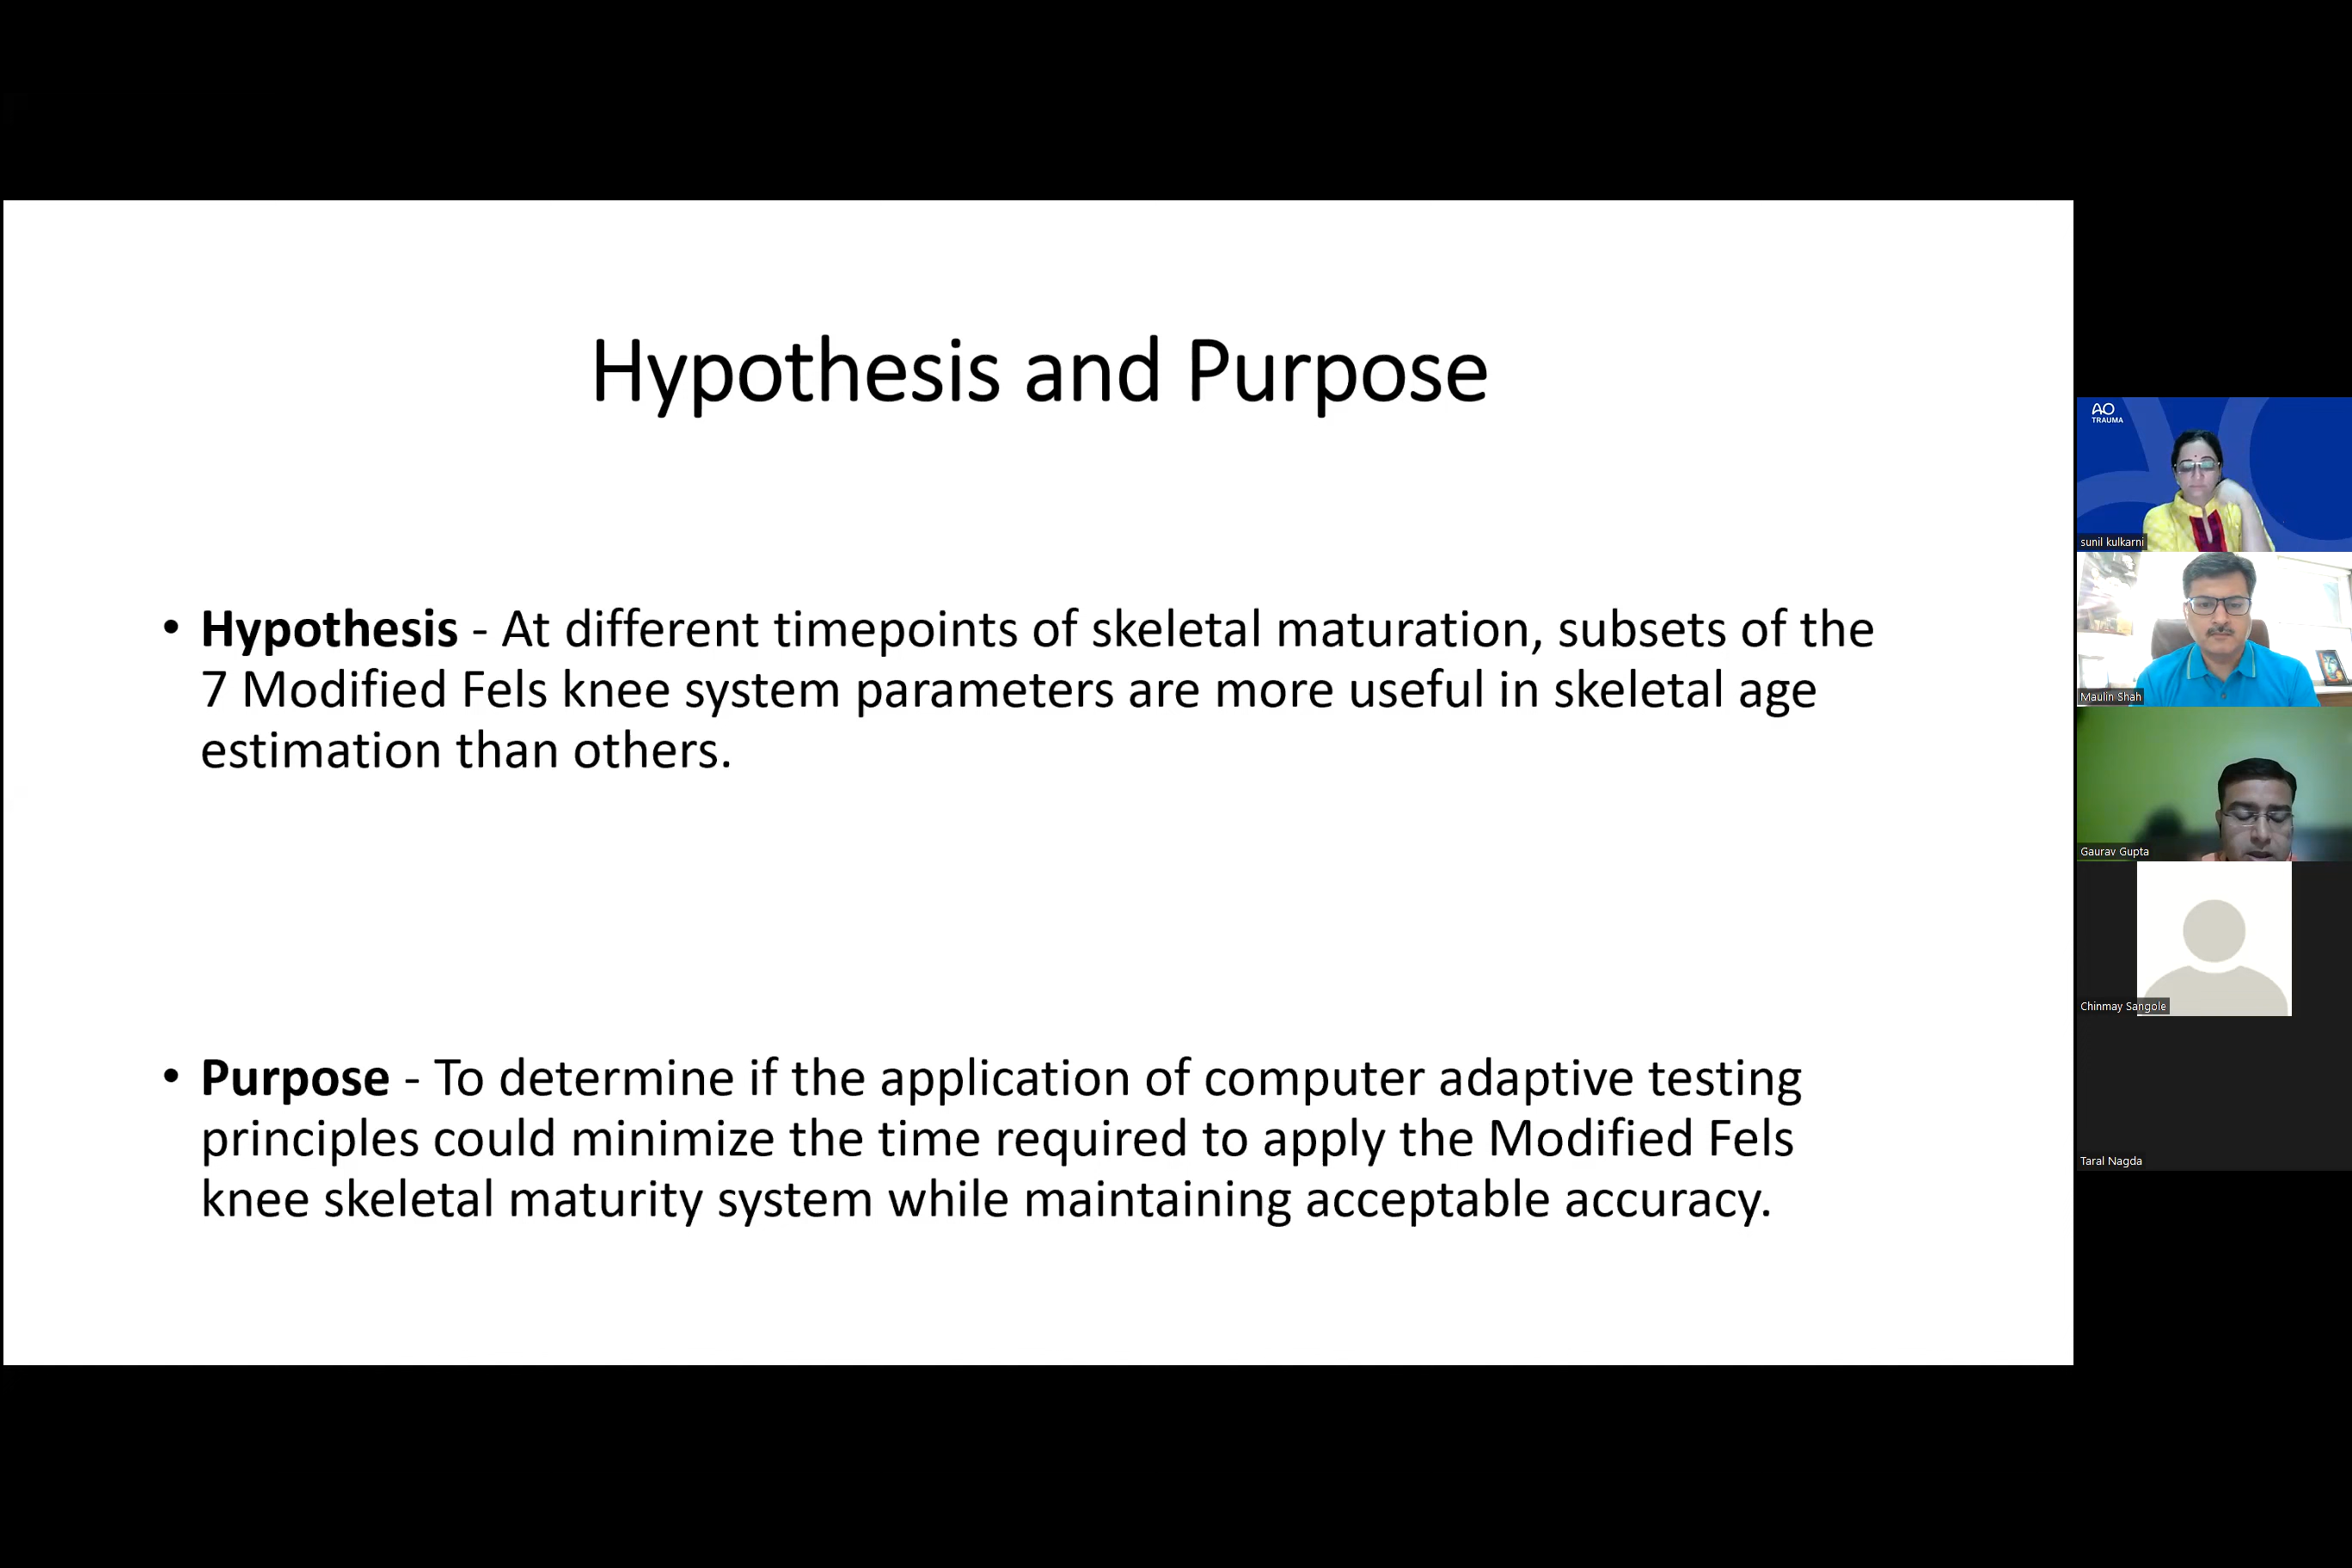 Hypothesis and Purpose
• Hypothesis - At different timepoints of skeletal maturation, subsets of the
7 Modified Fels knee system parameters are more useful in skeletal age
estimation than others.
• Purpose - To determine if the application of computer adaptive testing
principles could minimize the time required to apply the Modified Fels
knee skeletal maturity system while maintaining acceptable accuracy.
AO
TRAUMA
sunil kulkarni
Maulin Shah
Gaurav Gupta
Chinmay Sangole
Taral Nagda